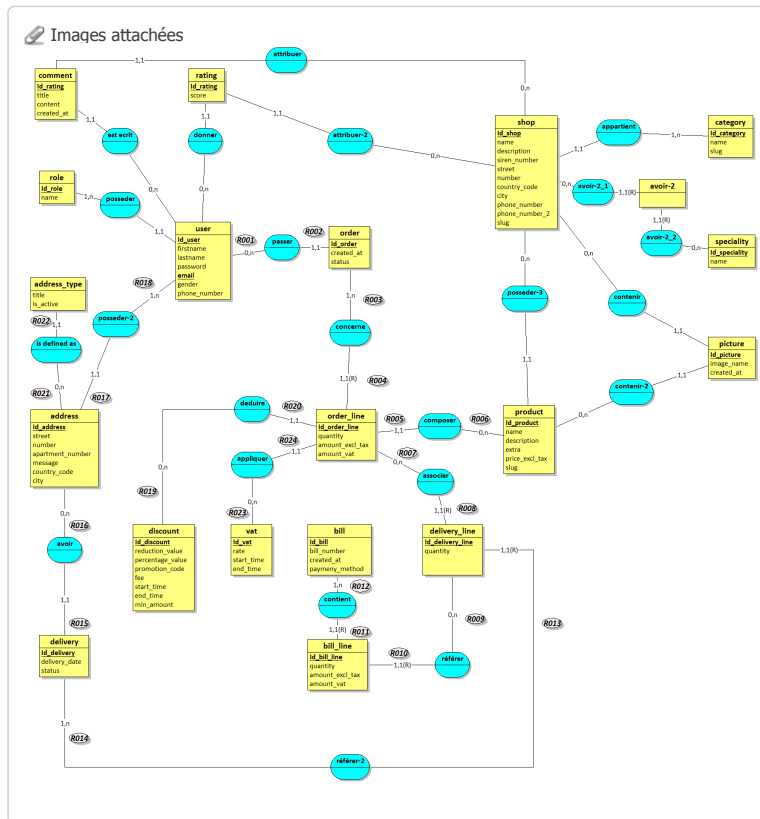 Images attachées
attribuer
1,1
0,n
comment
Id_rating
title
content
created_at
1,1
est ecrit
0,n
rating
Id_rating
score
1,1
donner
0,n
1,1
attribuer-2
0,n
shop
Id_shop
name
description
siren_number
street
number
country_code
city
phone_number
phone_number_2
slug
1,1
appartient
1,n
category
Id_category
name
slug
0,n
avoir-2_1
1,1(R)
avoir-2
1,1(R)
avoir-2_2
0,n
speciality
Id_speciality
name
role
Id_role
name
1,n
posseder
1,1
user
Id_user
firstname
lastname
password
email
gender
phone_number
R001
0,n
passer
R002
1,1
order
Id_order
created_at
status
1,n
R003
concerne
1,1(R)
R004
0,n
posseder-3
1,1
0,n
contenir
1,1
picture
Id_picture
image_name
created_at
1,1
contenir-2
0,n
address_type
title
is_active
R022
1,1
is defined as
0,n
R021
R018
1,n
posseder-2
1,1
R017
address
Id_address
street
number
apartment_number
message
country_code
city
0,n
R016
avoir
1,1
R015
deduire
R020
1,1
0,n
R019
R024
1,1
appliquer
0,n
R023
order_line
Id_order_line
quantity
amount_excl_tax
amount_vat
R005
1,1
composer
R006
0,n
product
Id_product
name
description
extra
price_excl_tax
slug
R007
0,n
associer
1,1(R)
R008
discount
Id_discount
reduction_value
percentage_value
promotion_code
fee
start_time
end_time
min_amount
vat
Id_vat
rate
start_time
end_time
bill
Id_bill
bill_number
created_at
paymeny_method
1,n
R012
contient
1,1(R)
R011
delivery_line
Id_delivery_line
quantity
1,1(R)
R013
0,n
R009
bill_line
Id_bill_line
quantity
amount_excl_tax
amount_vat
R010
1,1(R)
référer
delivery
Id_delivery
delivery_date
status
1,n
R014
référer-2